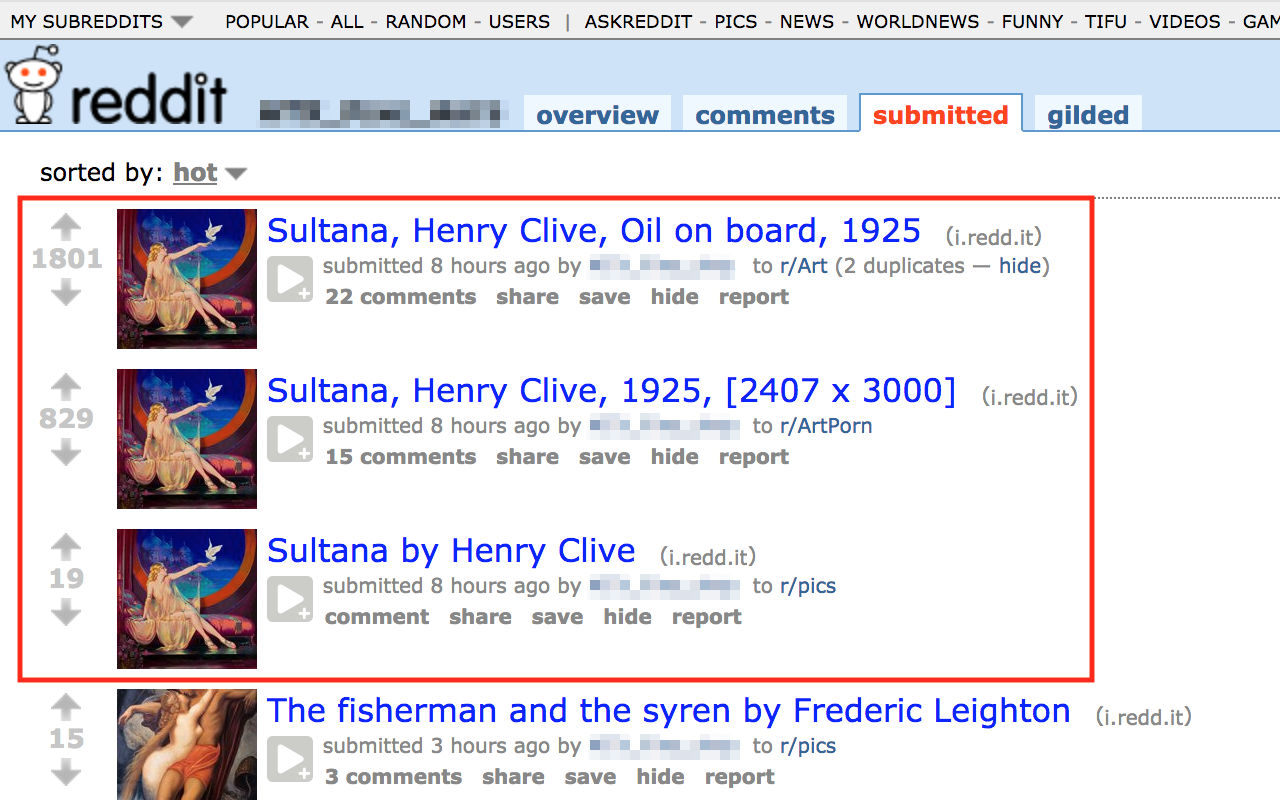 MY SUBREDDITS POPULAR - ALL - RANDOM - USERS | ASKREDDIT - PICS - NEWS - WORLDNEWS - FUNNY - TIFU - VIDEOS - GAM
reddit overview comments submitted gilded
sorted by: hot
Sultana, Henry Clive, Oil on board, 1925 (i.redd.it)
1801
submitted 8 hours ago by to r/Art (2 duplicates — hide)
22 comments share save hide report
Sultana, Henry Clive, 1925, [2407 x 3000] (i.redd.it)
829
submitted 8 hours ago by to r/ArtPorn
15 comments share save hide report
Sultana by Henry Clive (i.redd.it)
19
submitted 8 hours ago by to r/pics
comment share save hide report
The fisherman and the syren by Frederic Leighton (i.redd.it)
15
submitted 3 hours ago by to r/pics
3 comments share save hide report